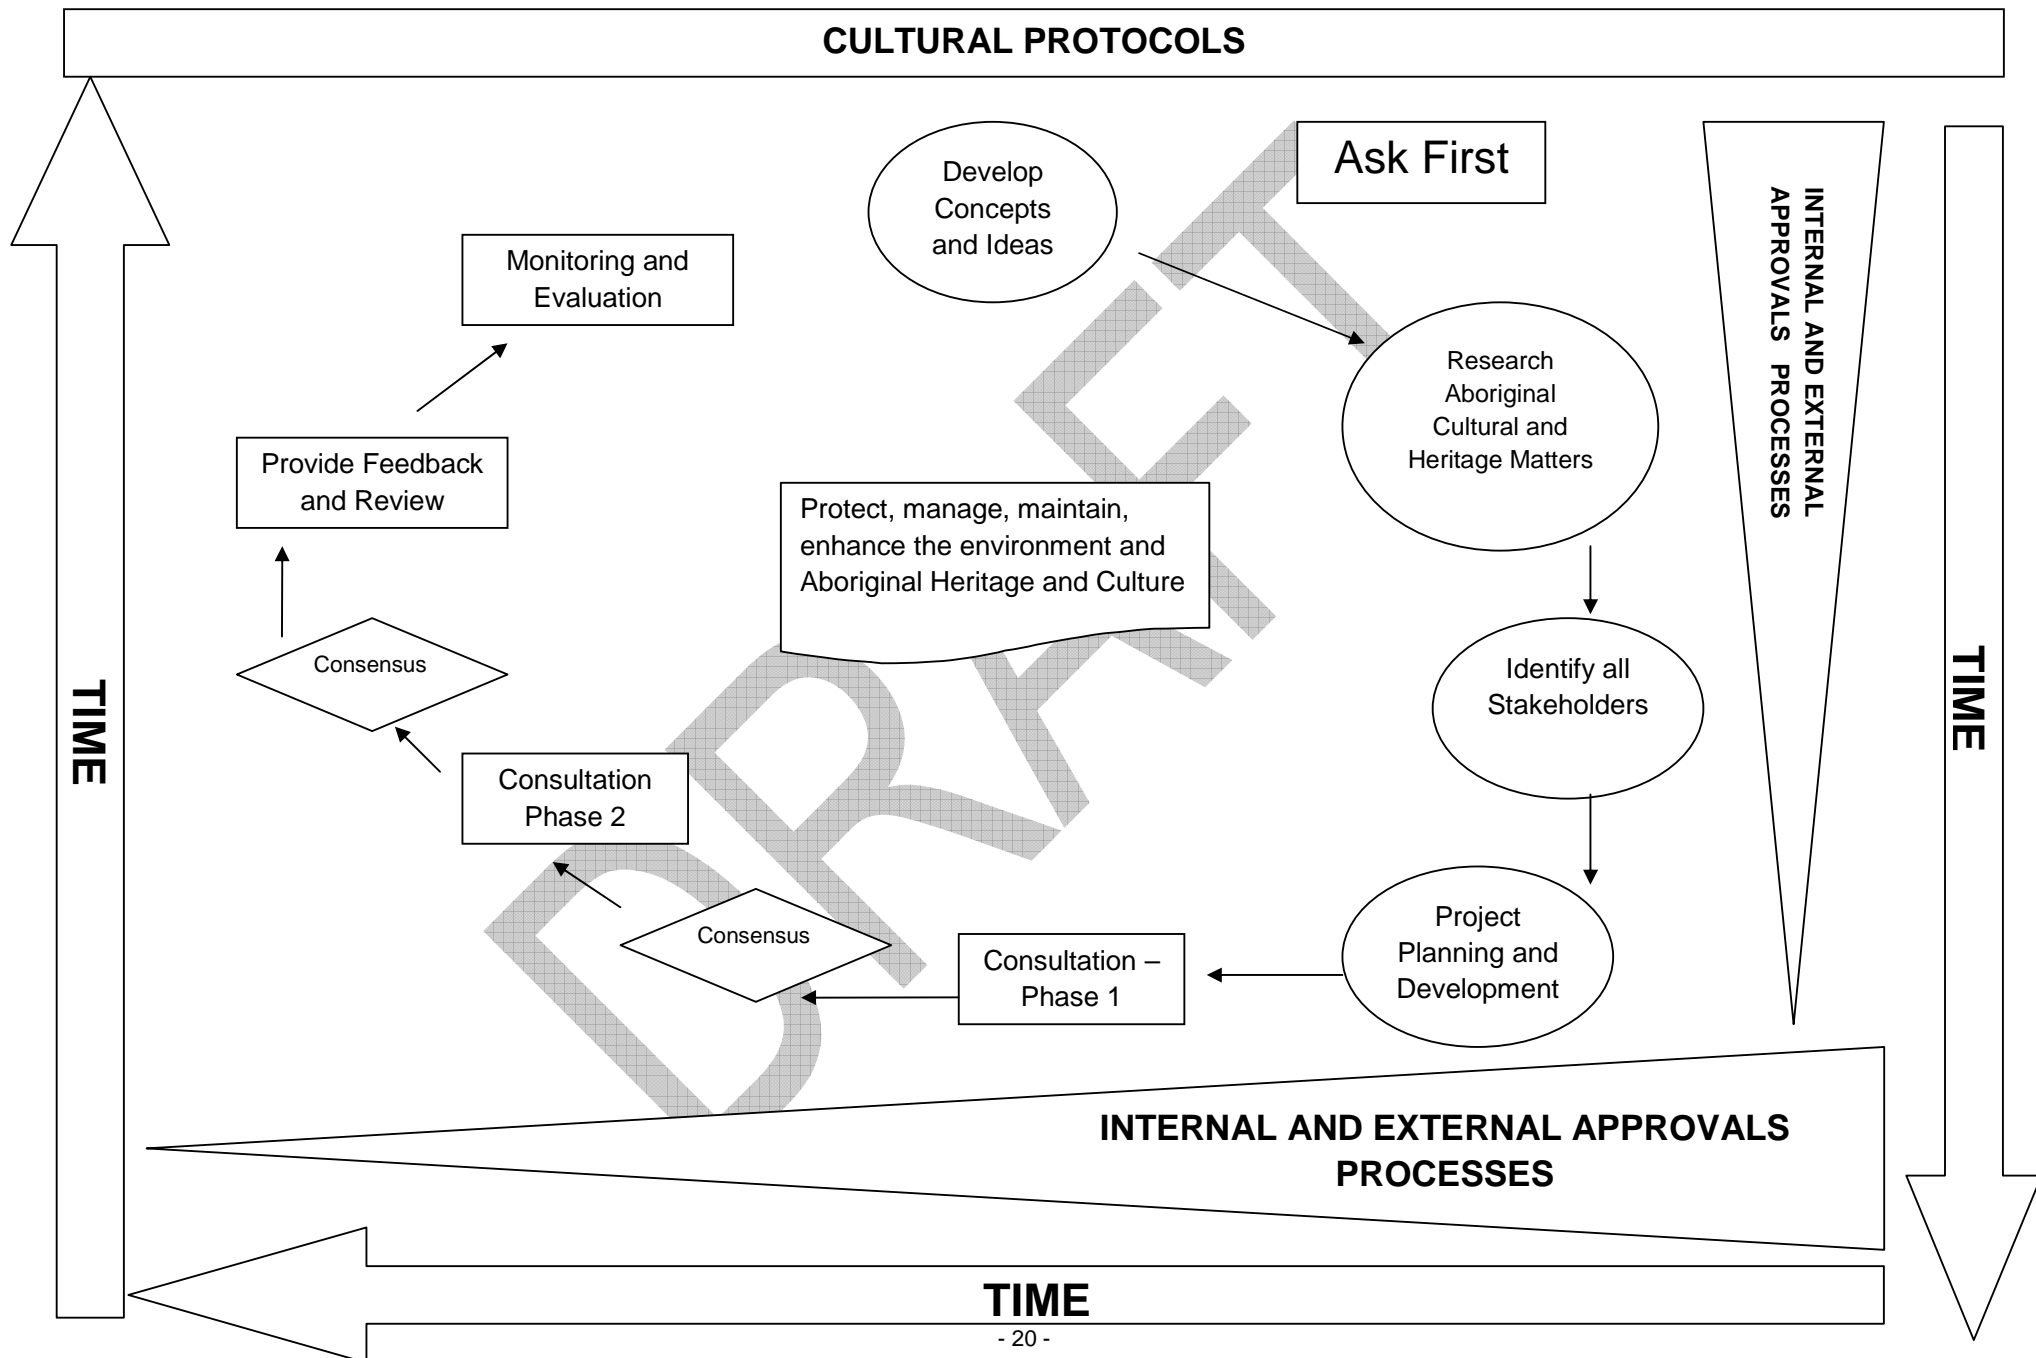 CULTURAL PROTOCOLS
Develop
Concepts
and Ideas
Ask First
Research
Aboriginal
Cultural and
Heritage Matters
Identify all
Stakeholders
Project
Planning and
Development
Consultation –
Phase 1
Consensus
Consultation
Phase 2
Consensus
Provide Feedback
and Review
Monitoring and
Evaluation
Protect, manage, maintain,
enhance the environment and
Aboriginal Heritage and Culture
DRAFT
INTERNAL AND EXTERNAL
APPROVALS PROCESSES
TIME
TIME
INTERNAL AND EXTERNAL APPROVALS
PROCESSES
TIME
- 20 -